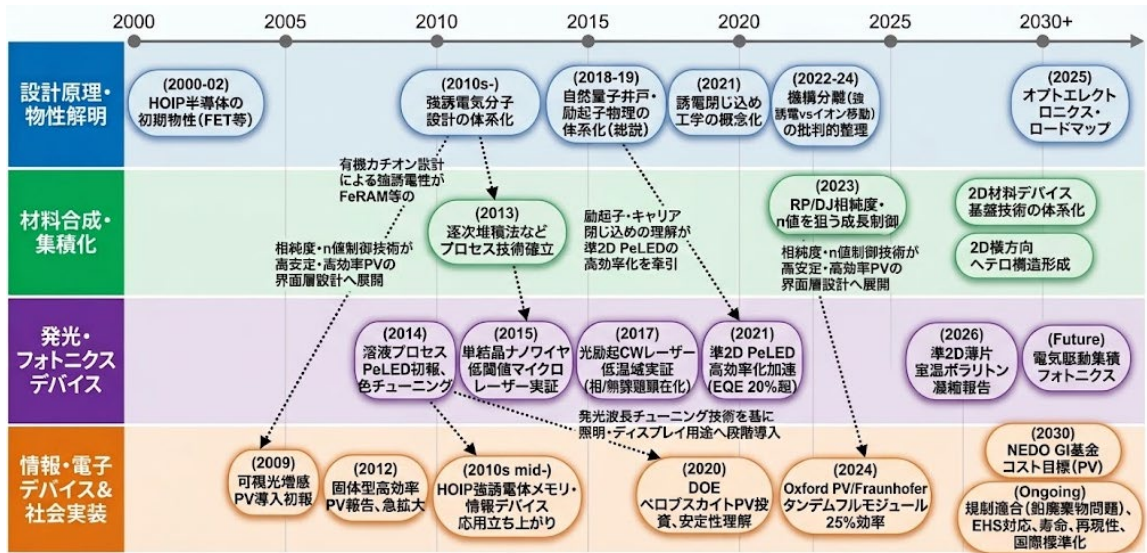 2000
2005
2010
2015
2020
2025
2030+
設計原理・
物性解明
(2000-02)
HOIP半導体の
初期物性(FET等)
(2010s-)
強誘電気分子
設計の体系化
(2018-19)
自然量子井戸・
励起子物理の
体系化(総説)
(2021)
誘電閉じ込め
工学の概念化
(2022-24)
機構分離(強
誘電vsイオン移動)
の批判的整理
(2025)
オプトエレクト
ロニクス・
ロードマップ
有機カチオン設計
による強誘電性が
FeRAM等の
材料合成・
集積化
相純度・n値制御技術が
高安定・高効率PVの
界面層設計へ展開
(2013)
逐次堆積法など
プロセス技術確立
励起子・キャリア
閉じ込めの理解が
準2D PeLEDの
高効率化を牽引
(2023)
RP/DJ相純度・
n値を狙う成長制御
相純度・n値制御技術が
高安定・高効率PVの
界面層設計へ展開
2D材料デバイス
基盤技術の体系化
2D横方向
ヘテロ構造形成
発光・
フォトニクス
デバイス
(2014)
溶液プロセス
PeLED初報、
色チューニング
(2015)
単結晶ナノワイヤ
低閾値マイクロ
レーザー実証
(2017)
光励起CWレーザー
低温域実証
(2021)
準2D PeLED
高効率化加速
(EQE 20%超)
(2026)
準2D薄片
室温ポラリトン
凝縮報告
(Future)
電気駆動集積
フォトニクス
発光波長チューニング技術を基に
照明・ディスプレイ用途へ段階導入
情報・電子
デバイス&
社会実装
(2009)
可視光増感
PV導入初報
(2012)
固体型高効率
PV報告、急拡大
(2010s mid-)
HOIP強誘電体メモリ・
情報デバイス
応用立ち上がり
(2020)
DOE
ペロブスカイトPV投
資、安定性理解
(2024)
Oxford PV/Fraunhofer
タンデムフルモジュール
25%効率
(2030)
NEDO GI基金
コスト目標(PV)
(Ongoing)
規制適合(鉛廃棄物問題)、
EHS対応、寿命、再現性、
国際標準化